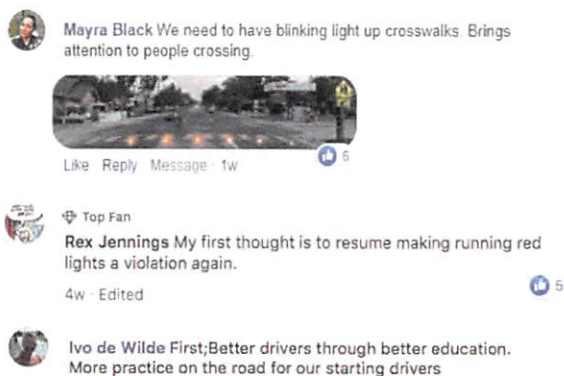 Mayra Black We need to have blinking light up crosswalks. Brings
attention to people crossing.
Like Reply Message · 1w
5
Top Fan
Rex Jennings My first thought is to resume making running red
lights a violation again.
4w · Edited
5
Ivo de Wilde First;Better drivers through better education.
More practice on the road for our starting drivers